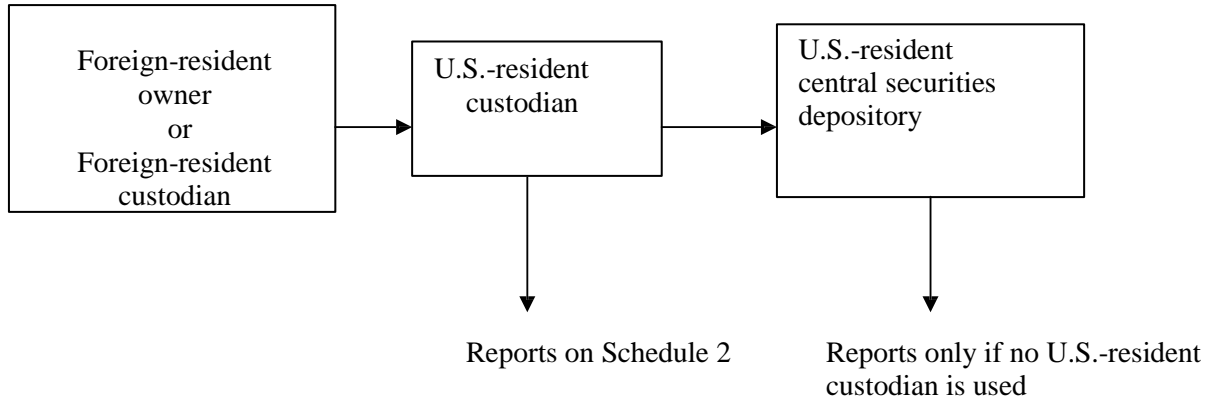 Foreign-resident
owner
or
Foreign-resident
custodian
U.S.-resident
custodian
U.S.-resident
central securities
depository
Reports on Schedule 2
Reports only if no U.S.-resident
custodian is used